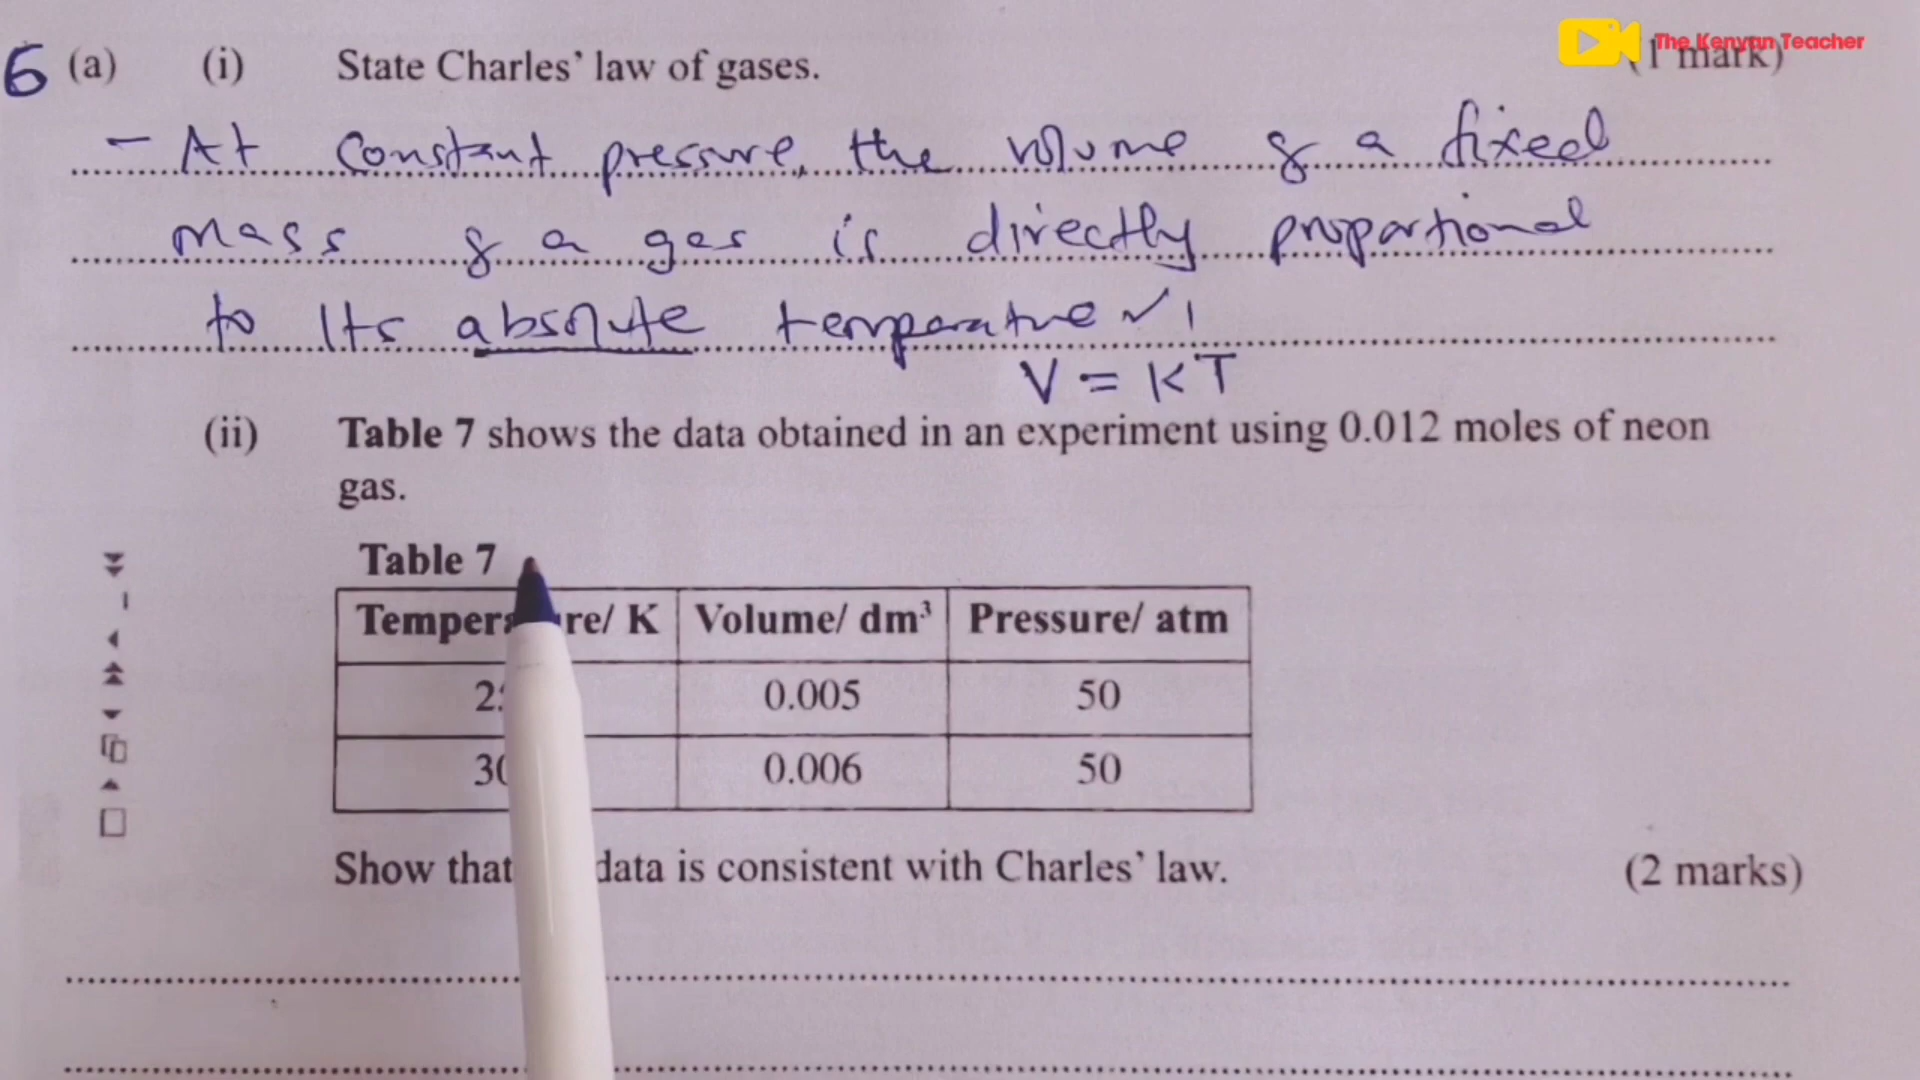 The Kenyan Teacher
6 (a) (i) State Charles’ law of gases. (1 mark)
- At constant pressure, the volume of a fixed
mass of a gas is directly proportional
to its absolute temperature ✓1
V = KT
(ii) Table 7 shows the data obtained in an experiment using 0.012 moles of neon
gas.
Table 7
re/ K Volume/ dm³ Pressure/ atm
0.005 50
0.006 50
Show that data is consistent with Charles’ law. (2 marks)